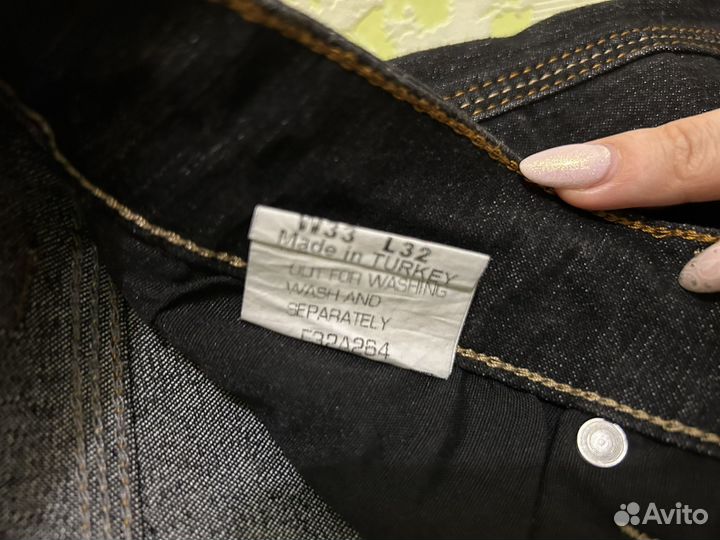 W33 L32
Made in TURKEY
OUT FOR WASHING
WASH AND
SEPARATELY
F32A264
Avito